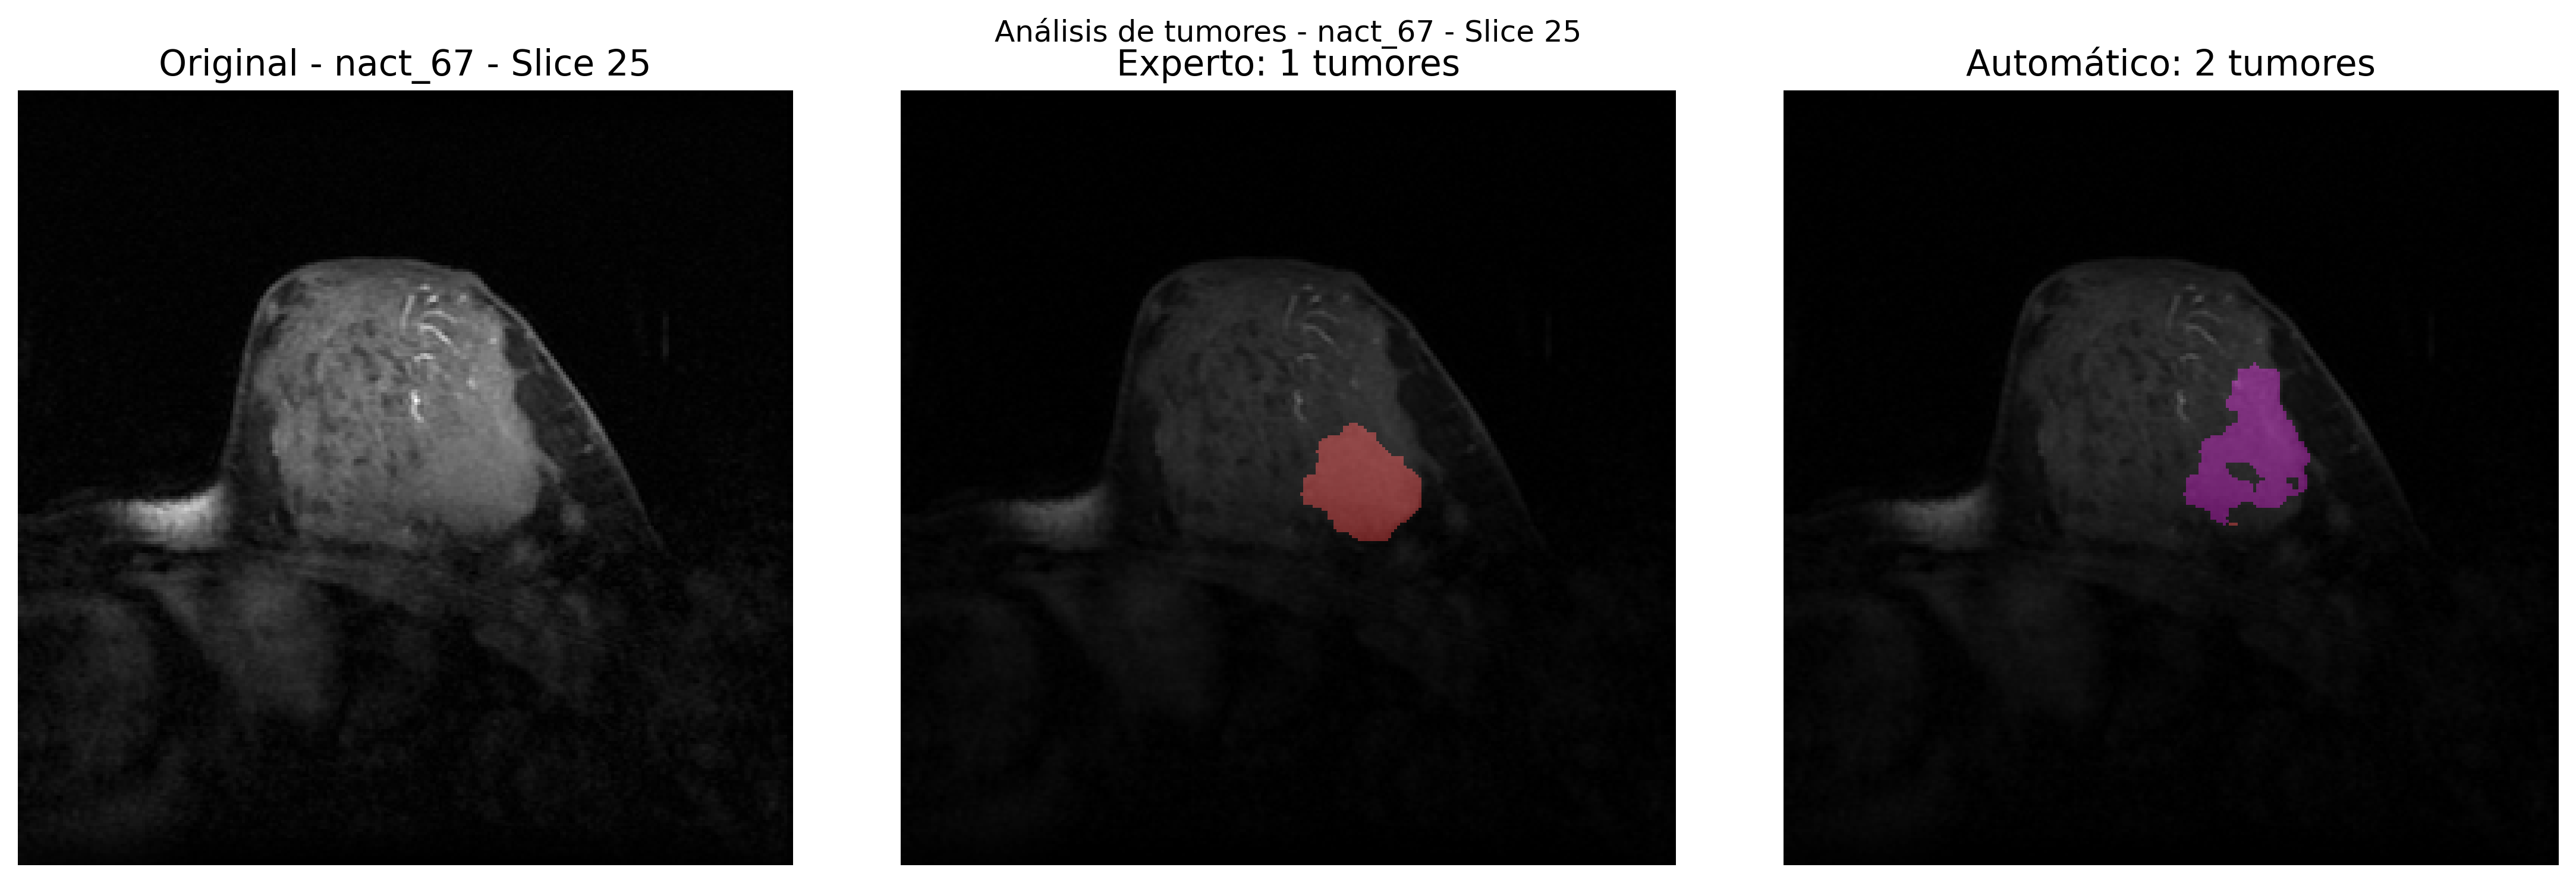 Análisis de tumores - nact_67 - Slice 25
Original - nact_67 - Slice 25
Experto: 1 tumores
Automático: 2 tumores